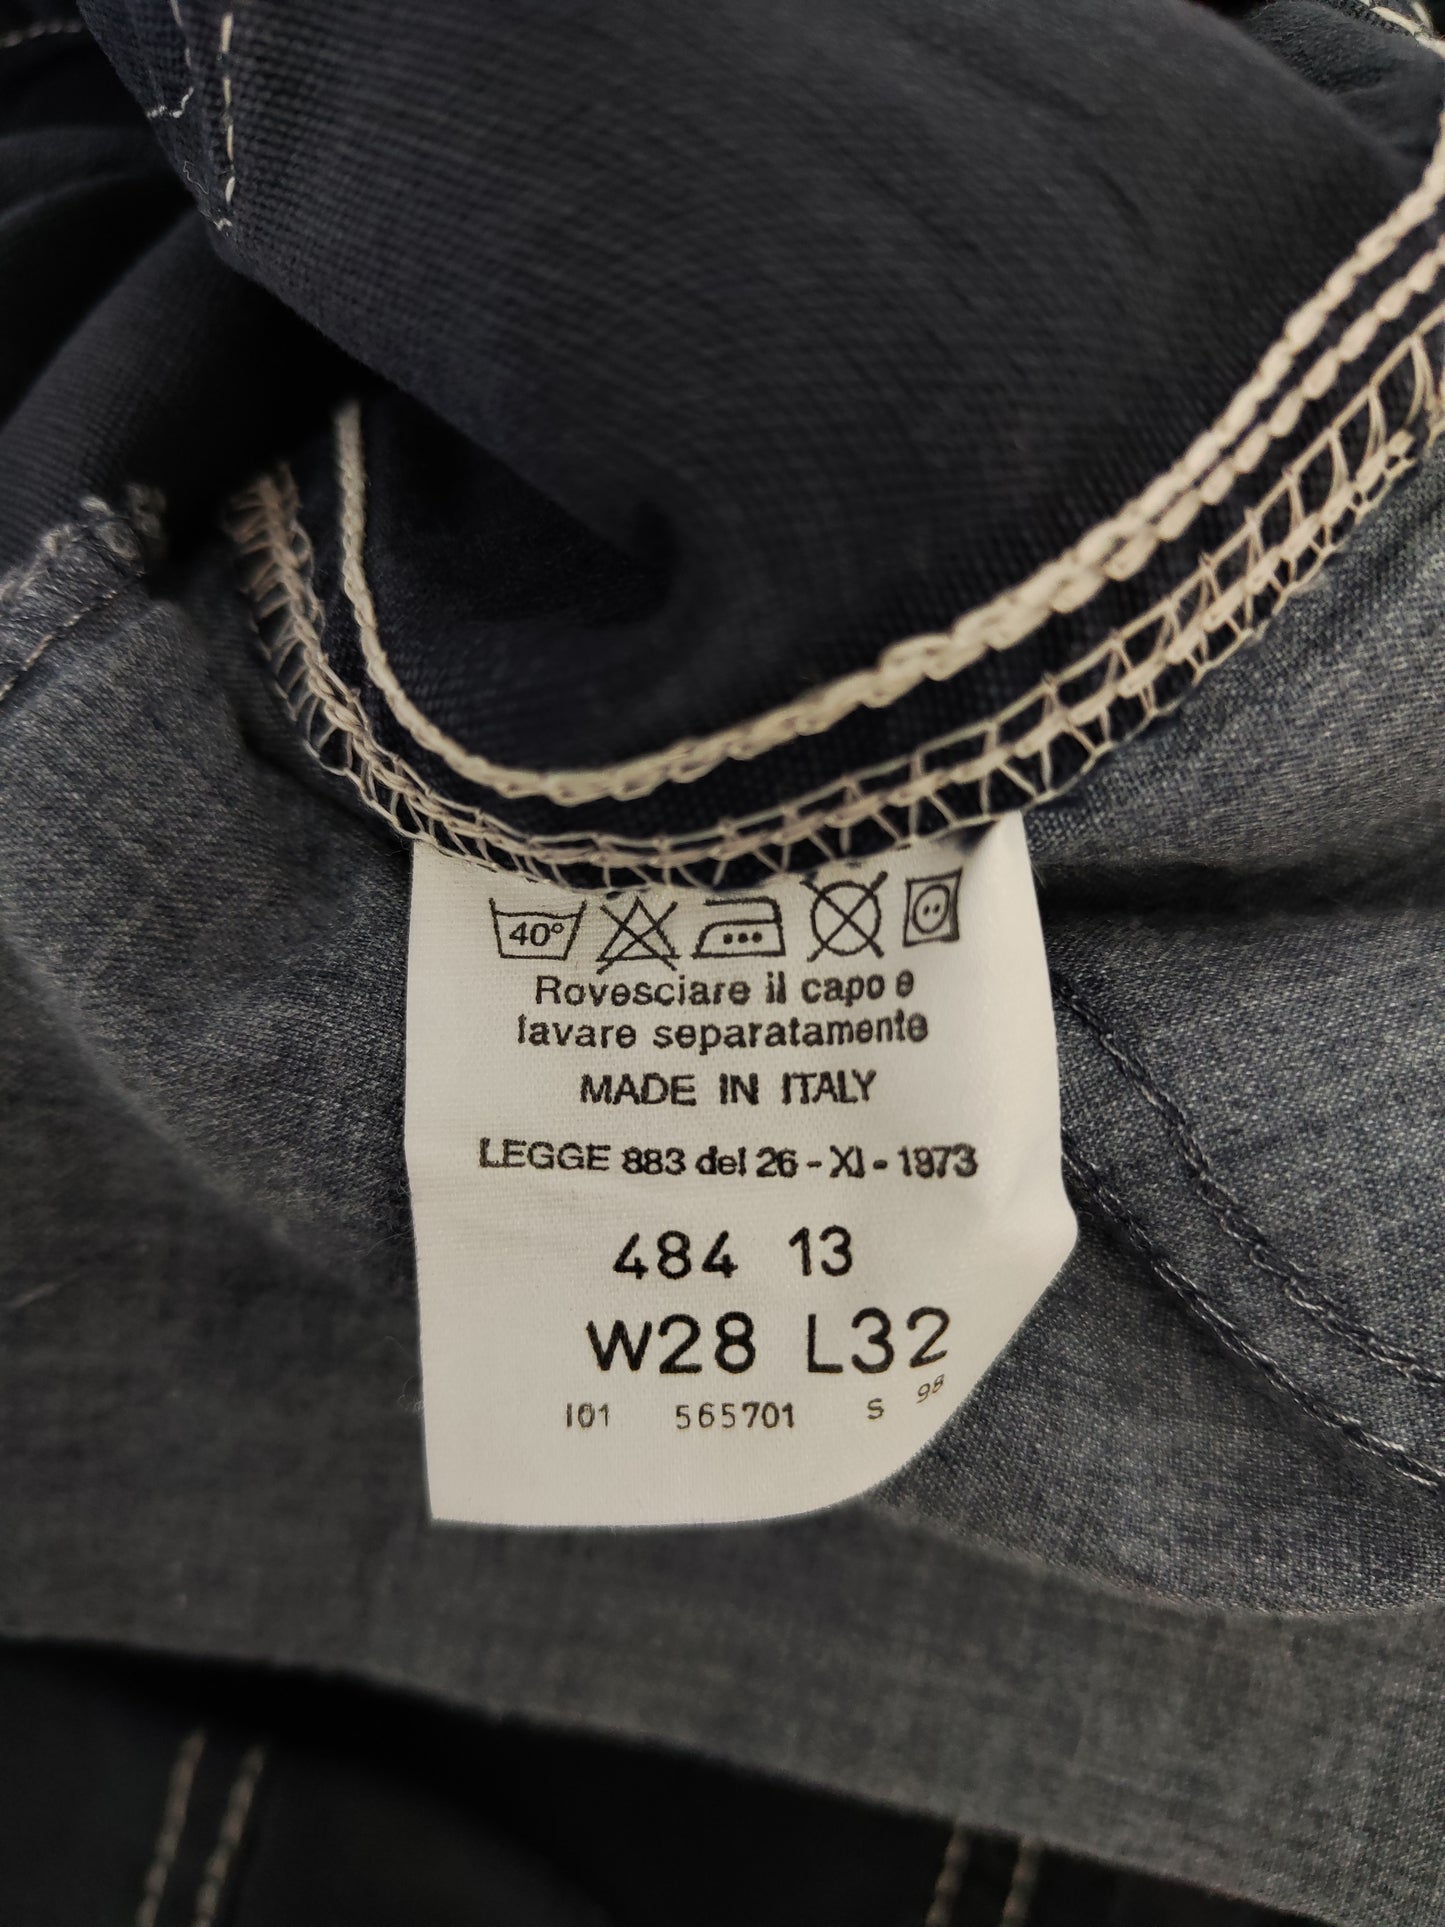 40°
Rovesciare il capo e
lavare separatamente
MADE IN ITALY
LEGGE 883 del 26-XI-1973
484 13
W28 L32
101 565701 S 98